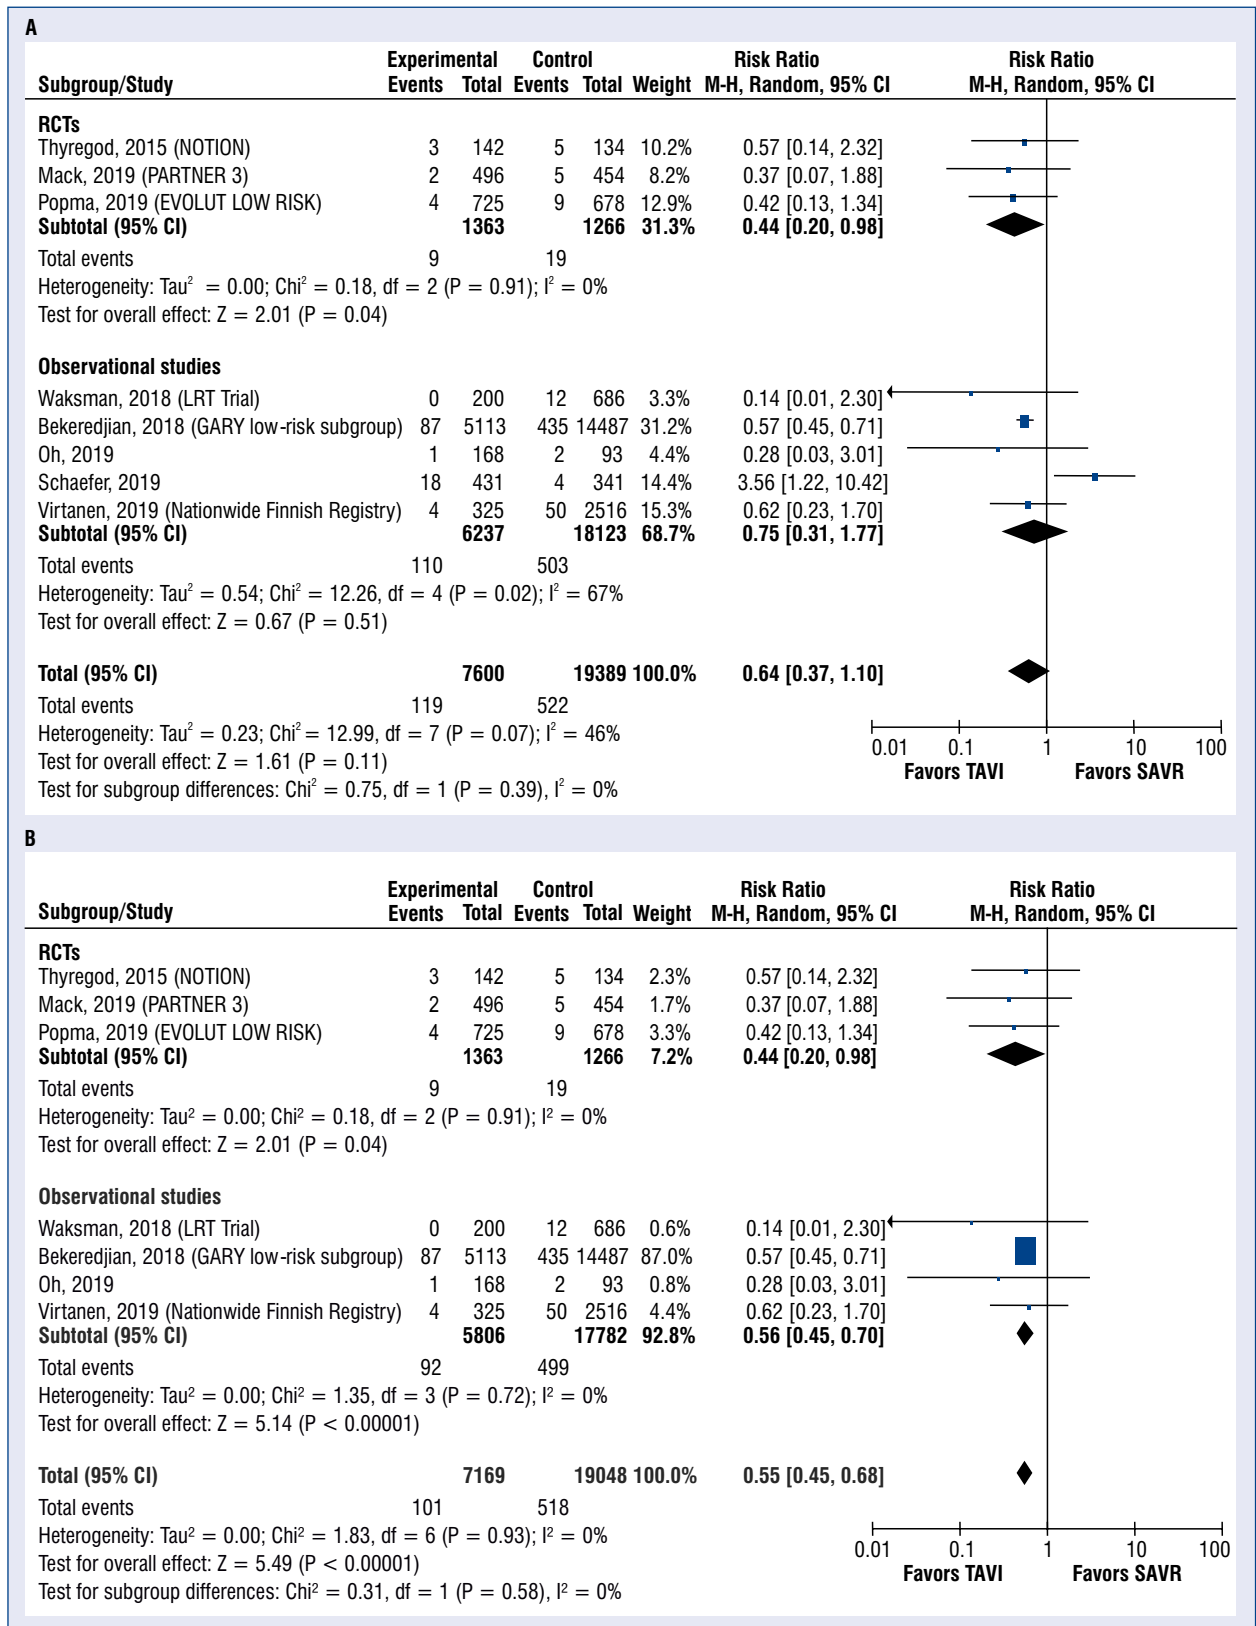 A
Experimental Control Risk Ratio Risk Ratio
Subgroup/Study Events Total Events Total Weight M-H, Random, 95% CI M-H, Random, 95% CI
RCTs
Thyregod, 2015 (NOTION) 3 142 5 134 10.2% 0.57 [0.14, 2.32]
Mack, 2019 (PARTNER 3) 2 496 5 454 8.2% 0.37 [0.07, 1.88]
Popma, 2019 (EVOLUT LOW RISK) 4 725 9 678 12.9% 0.42 [0.13, 1.34]
Subtotal (95% CI) 1363 1266 31.3% 0.44 [0.20, 0.98]
Total events 9 19
Heterogeneity: Tau² = 0.00; Chi² = 0.18, df = 2 (P = 0.91); I² = 0%
Test for overall effect: Z = 2.01 (P = 0.04)
Observational studies
Waksman, 2018 (LRT Trial) 0 200 12 686 3.3% 0.14 [0.01, 2.30]
Bekeredjian, 2018 (GARY low-risk subgroup) 87 5113 435 14487 31.2% 0.57 [0.45, 0.71]
Oh, 2019 1 168 2 93 4.4% 0.28 [0.03, 3.01]
Schaefer, 2019 18 431 4 341 14.4% 3.56 [1.22, 10.42]
Virtanen, 2019 (Nationwide Finnish Registry) 4 325 50 2516 15.3% 0.62 [0.23, 1.70]
Subtotal (95% CI) 6237 18123 68.7% 0.75 [0.31, 1.77]
Total events 110 503
Heterogeneity: Tau² = 0.54; Chi² = 12.26, df = 4 (P = 0.02); I² = 67%
Test for overall effect: Z = 0.67 (P = 0.51)
Total (95% CI) 7600 19389 100.0% 0.64 [0.37, 1.10]
Total events 119 522
Heterogeneity: Tau² = 0.23; Chi² = 12.99, df = 7 (P = 0.07); I² = 46%
Test for overall effect: Z = 1.61 (P = 0.11)
Test for subgroup differences: Chi² = 0.75, df = 1 (P = 0.39), I² = 0%
0.01 0.1 1 10 100
Favors TAVI Favors SAVR
B
Experimental Control Risk Ratio Risk Ratio
Subgroup/Study Events Total Events Total Weight M-H, Random, 95% CI M-H, Random, 95% CI
RCTs
Thyregod, 2015 (NOTION) 3 142 5 134 2.3% 0.57 [0.14, 2.32]
Mack, 2019 (PARTNER 3) 2 496 5 454 1.7% 0.37 [0.07, 1.88]
Popma, 2019 (EVOLUT LOW RISK) 4 725 9 678 3.3% 0.42 [0.13, 1.34]
Subtotal (95% CI) 1363 1266 7.2% 0.44 [0.20, 0.98]
Total events 9 19
Heterogeneity: Tau² = 0.00; Chi² = 0.18, df = 2 (P = 0.91); I² = 0%
Test for overall effect: Z = 2.01 (P = 0.04)
Observational studies
Waksman, 2018 (LRT Trial) 0 200 12 686 0.6% 0.14 [0.01, 2.30]
Bekeredjian, 2018 (GARY low-risk subgroup) 87 5113 435 14487 87.0% 0.57 [0.45, 0.71]
Oh, 2019 1 168 2 93 0.8% 0.28 [0.03, 3.01]
Virtanen, 2019 (Nationwide Finnish Registry) 4 325 50 2516 4.4% 0.62 [0.23, 1.70]
Subtotal (95% CI) 5806 17782 92.8% 0.56 [0.45, 0.70]
Total events 92 499
Heterogeneity: Tau² = 0.00; Chi² = 1.35, df = 3 (P = 0.72); I² = 0%
Test for overall effect: Z = 5.14 (P < 0.00001)
Total (95% CI) 7169 19048 100.0% 0.55 [0.45, 0.68]
Total events 101 518
Heterogeneity: Tau² = 0.00; Chi² = 1.83, df = 6 (P = 0.93); I² = 0%
Test for overall effect: Z = 5.49 (P < 0.00001)
Test for subgroup differences: Chi² = 0.31, df = 1 (P = 0.58), I² = 0%
0.01 0.1 1 10 100
Favors TAVI Favors SAVR